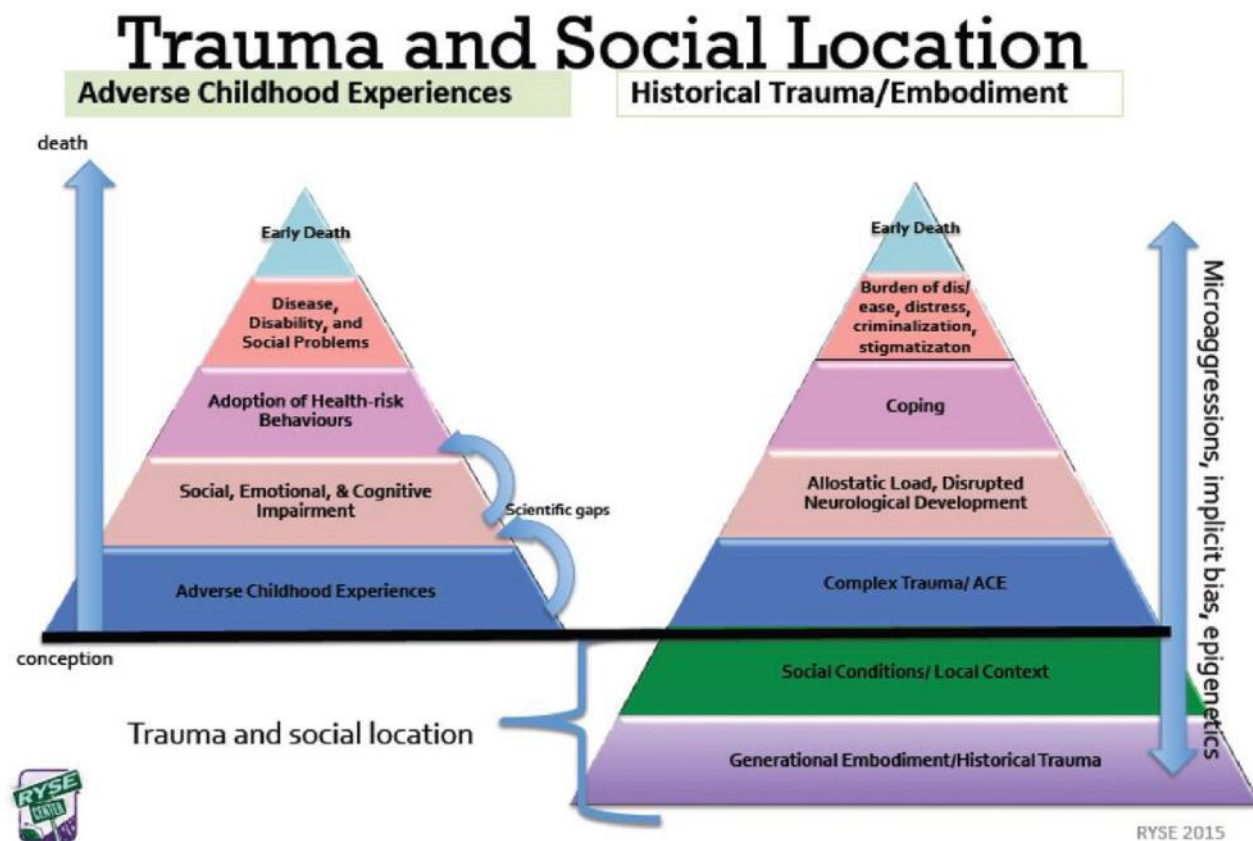 Trauma and Social Location
Adverse Childhood Experiences
Historical Trauma/Embodiment
death
Early Death
Disease,
Disability, and
Social Problems
Adoption of Health-risk
Behaviours
Social, Emotional, & Cognitive
Impairment
Scientific gaps
Adverse Childhood Experiences
conception
Early Death
Burden of dis/
ease, distress,
criminalization,
stigmatizaton
Coping
Allostatic Load, Disrupted
Neurological Development
Complex Trauma/ ACE
Social Conditions/ Local Context
Generational Embodiment/Historical Trauma
Microaggressions, implicit bias, epigenetics
Trauma and social location
RYSE
CENTER
RYSE 2015